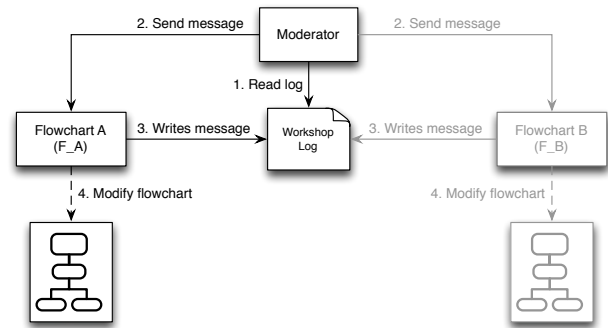 2. Send message
Moderator
2. Send message
1. Read log
Flowchart A
(F_A)
3. Writes message
Workshop
Log
3. Writes message
Flowchart B
(F_B)
4. Modify flowchart
4. Modify flowchart